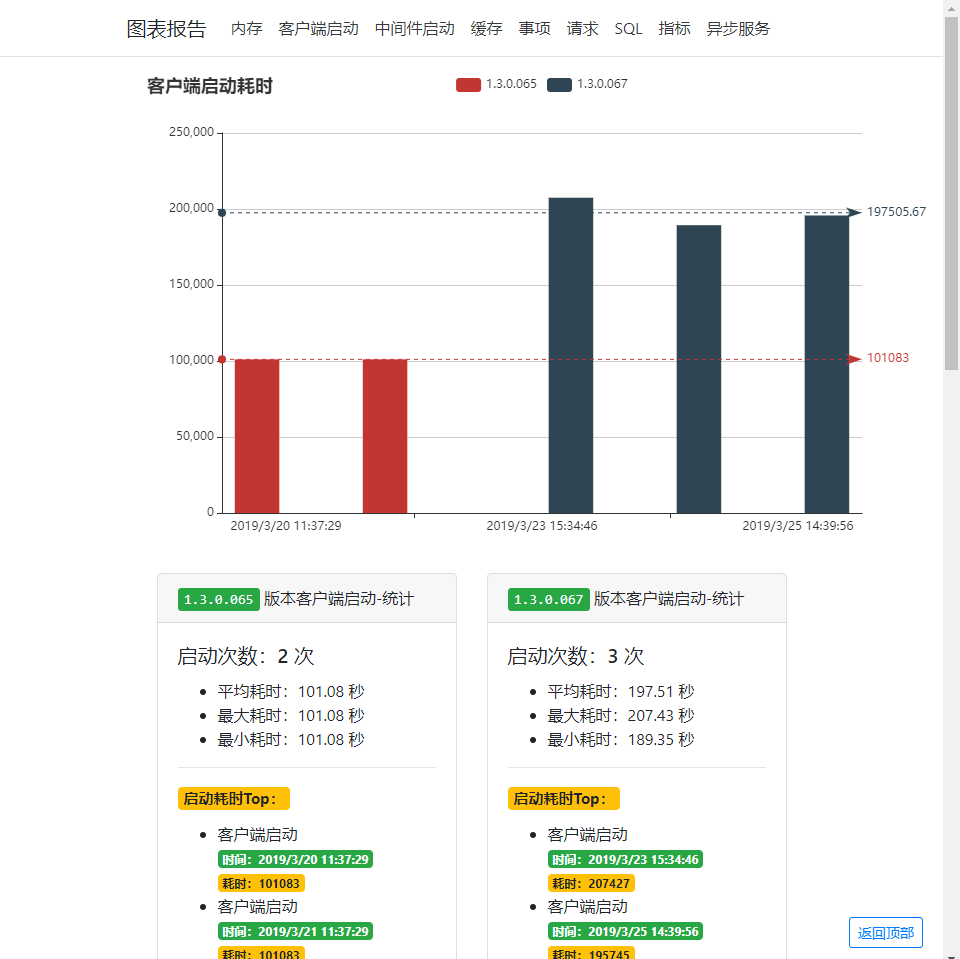 图表报告 内存 客户端启动 中间件启动 缓存 事项 请求 SQL 指标 异步服务
客户端启动耗时
1.3.0.065 1.3.0.067
250,000
200,000
150,000
100,000
50,000
0
197505.67
101083
2019/3/20 11:37:29 2019/3/23 15:34:46 2019/3/25 14:39:56
1.3.0.065 版本客户端启动-统计
启动次数：2 次
平均耗时：101.08 秒
最大耗时：101.08 秒
最小耗时：101.08 秒
启动耗时Top：
客户端启动
时间：2019/3/20 11:37:29
耗时：101083
客户端启动
时间：2019/3/21 11:37:29
耗时：101083
1.3.0.067 版本客户端启动-统计
启动次数：3 次
平均耗时：197.51 秒
最大耗时：207.43 秒
最小耗时：189.35 秒
启动耗时Top：
客户端启动
时间：2019/3/23 15:34:46
耗时：207427
客户端启动
时间：2019/3/25 14:39:56
耗时：195745
返回顶部